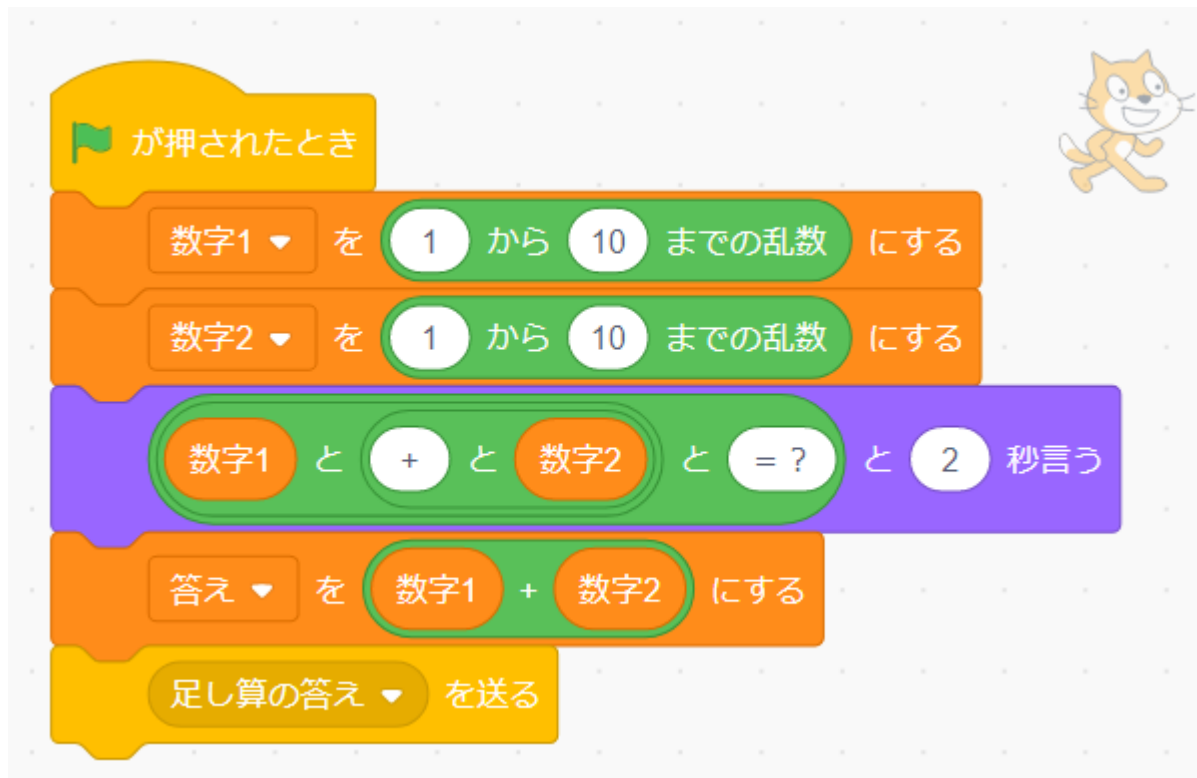 が押されたとき
数字1 を 1 から 10 までの乱数 にする
数字2 を 1 から 10 までの乱数 にする
数字1 と + と 数字2 と = ? と 2 秒言う
答え を 数字1 + 数字2 にする
足し算の答え を送る